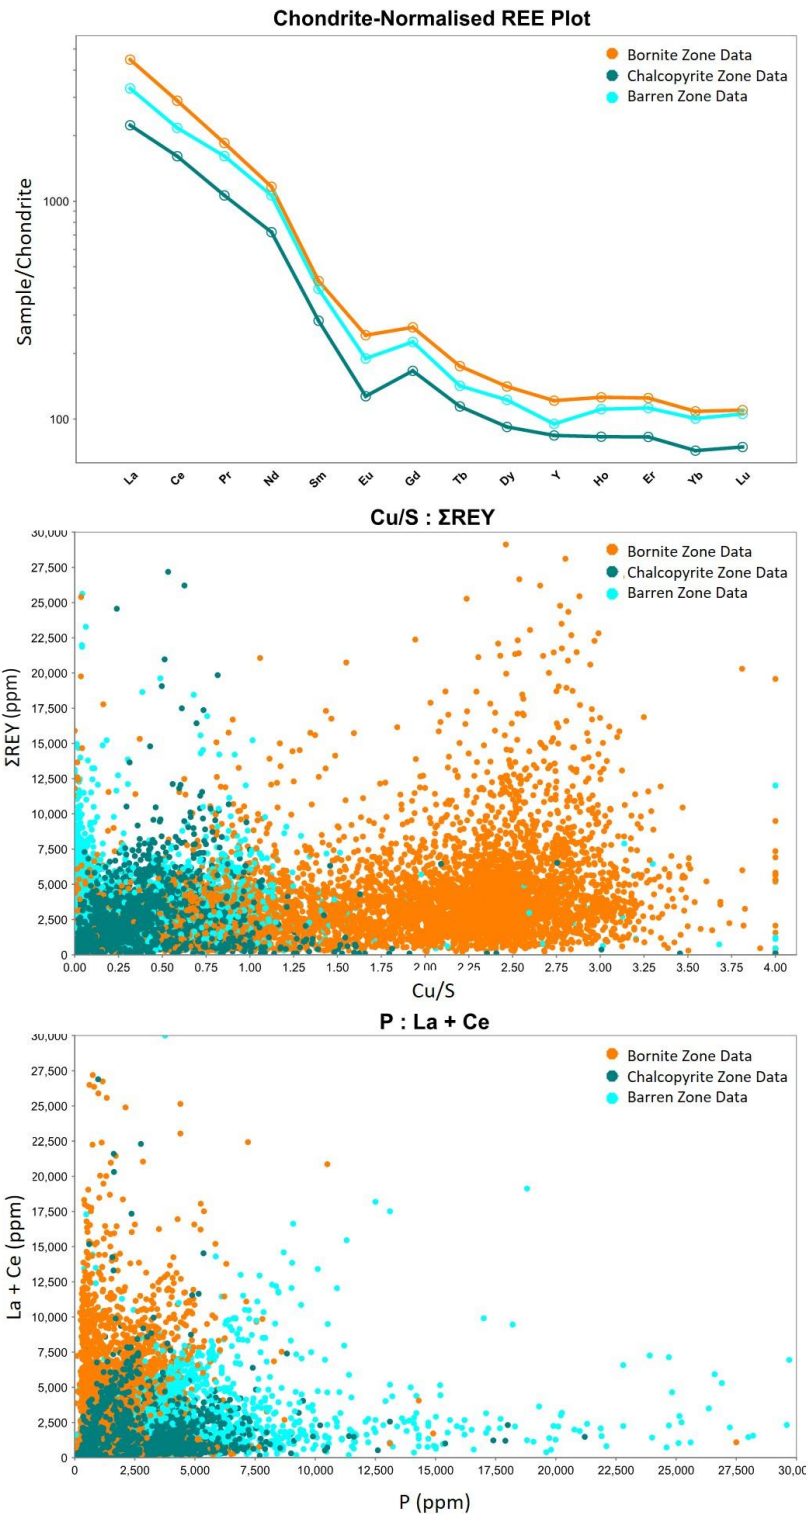 Chondrite-Normalised REE Plot
Bornite Zone Data
Chalcopyrite Zone Data
Barren Zone Data
Sample/Chondrite
1000
100
La Ce Pr Nd Sm Eu Gd Tb Dy Y Ho Er Yb Lu
Cu/S : ΣREY
30,000
27,500
25,000
22,500
20,000
17,500
15,000
12,500
10,000
7,500
5,000
2,500
0
ΣREY (ppm)
Bornite Zone Data
Chalcopyrite Zone Data
Barren Zone Data
0.00 0.25 0.50 0.75 1.00 1.25 1.50 1.75 2.00 2.25 2.50 2.75 3.00 3.25 3.50 3.75 4.00
Cu/S
P : La + Ce
30,000
27,500
25,000
22,500
20,000
17,500
15,000
12,500
10,000
7,500
5,000
2,500
0
La + Ce (ppm)
Bornite Zone Data
Chalcopyrite Zone Data
Barren Zone Data
0 2,500 5,000 7,500 10,000 12,500 15,000 17,500 20,000 22,500 25,000 27,500 30,00
P (ppm)